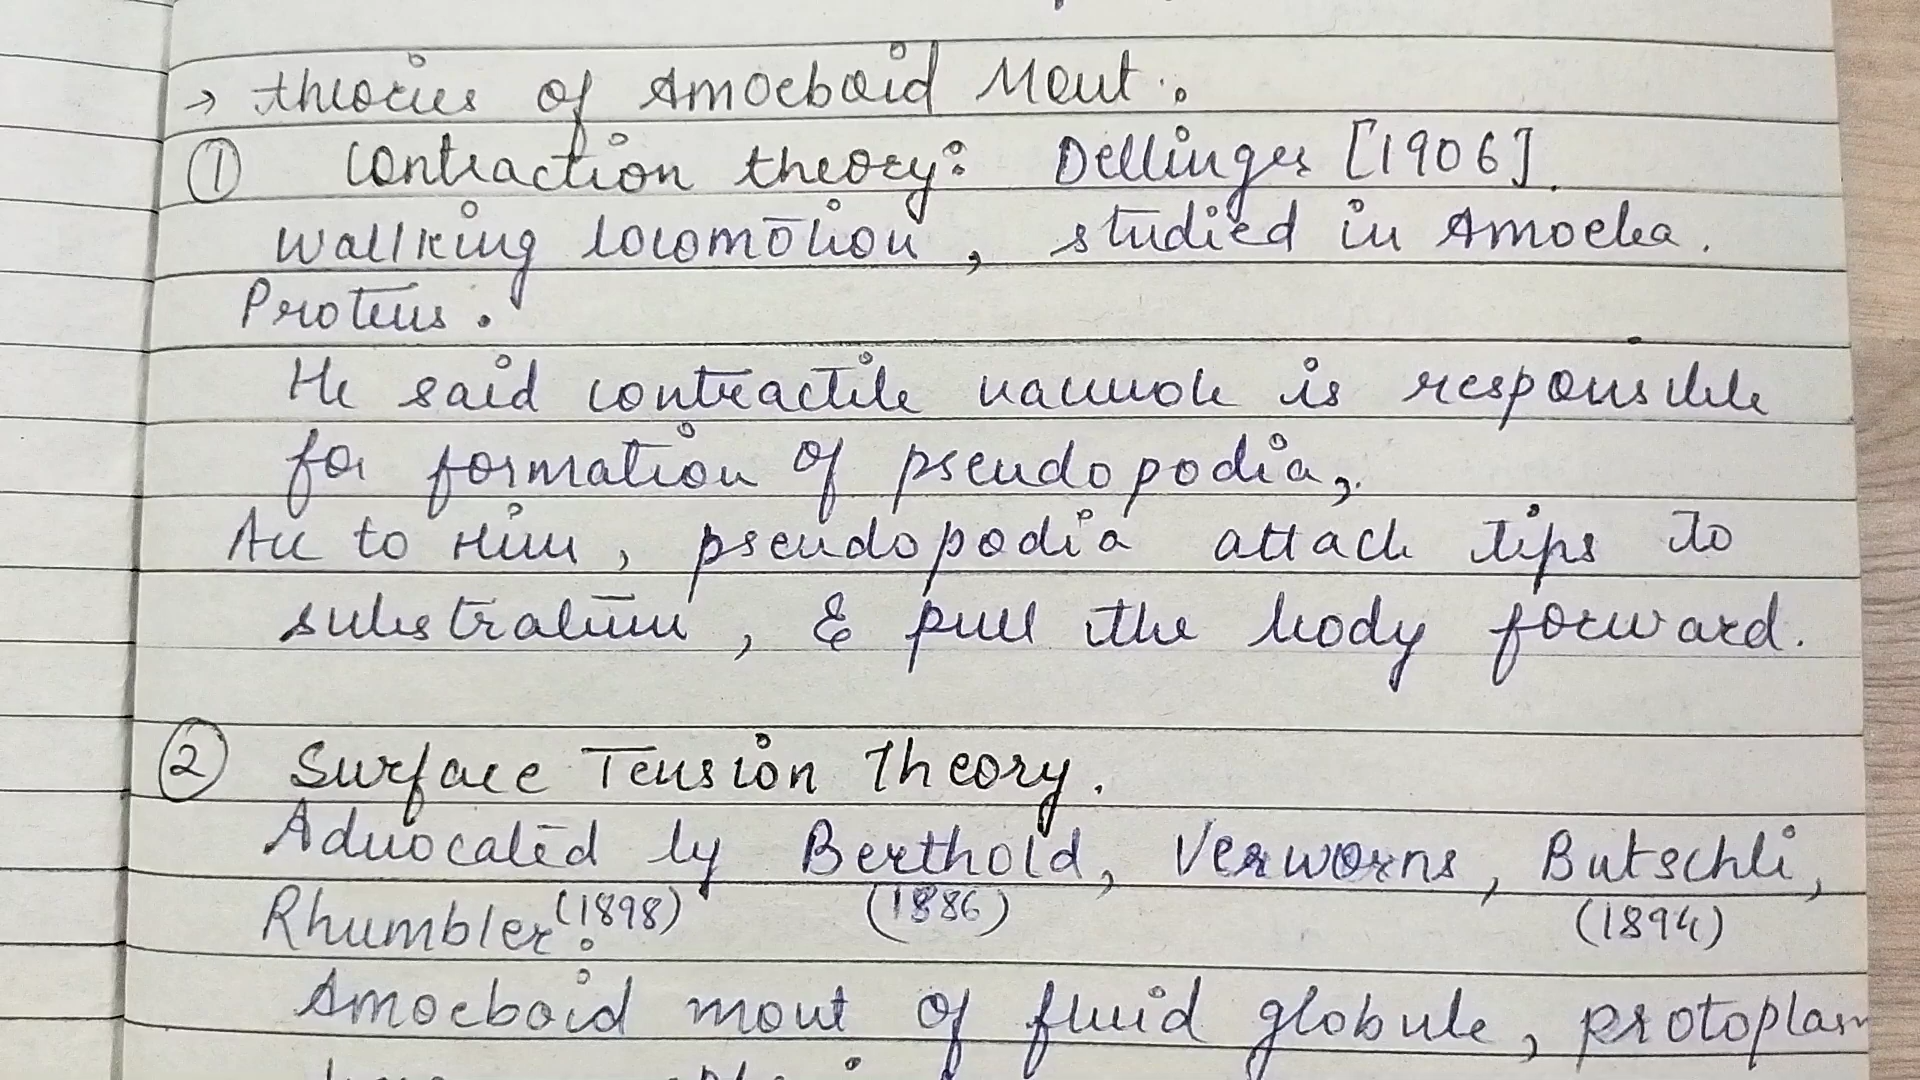 → theories of Amoeboid Movt.
① Contraction theory: Dellinger [1906].
walking locomotion, studied in Amoeba.
Proteus.
He said contractile vacuole is responsible
for formation of pseudopodia,.
Acc to Him, pseudopodia attach tips to
substratum, & pull the body forward.
② Surface Tension Theory.
Advocated by Berthold, Verworns, Butschli,
(1886) (1894)
Rhumbler (1898):
Amoeboid movt of fluid globule, protoplasm